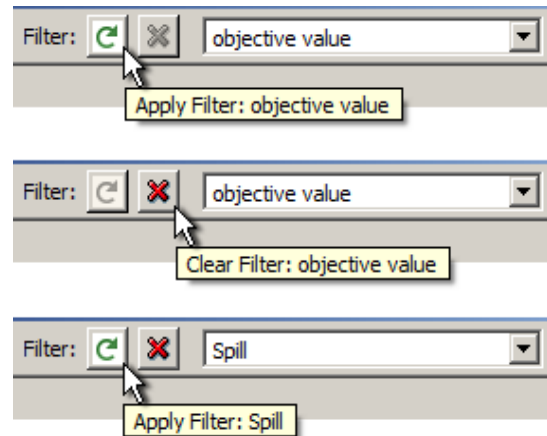 Filter: objective value
Apply Filter: objective value
Filter: objective value
Clear Filter: objective value
Filter: Spill
Apply Filter: Spill